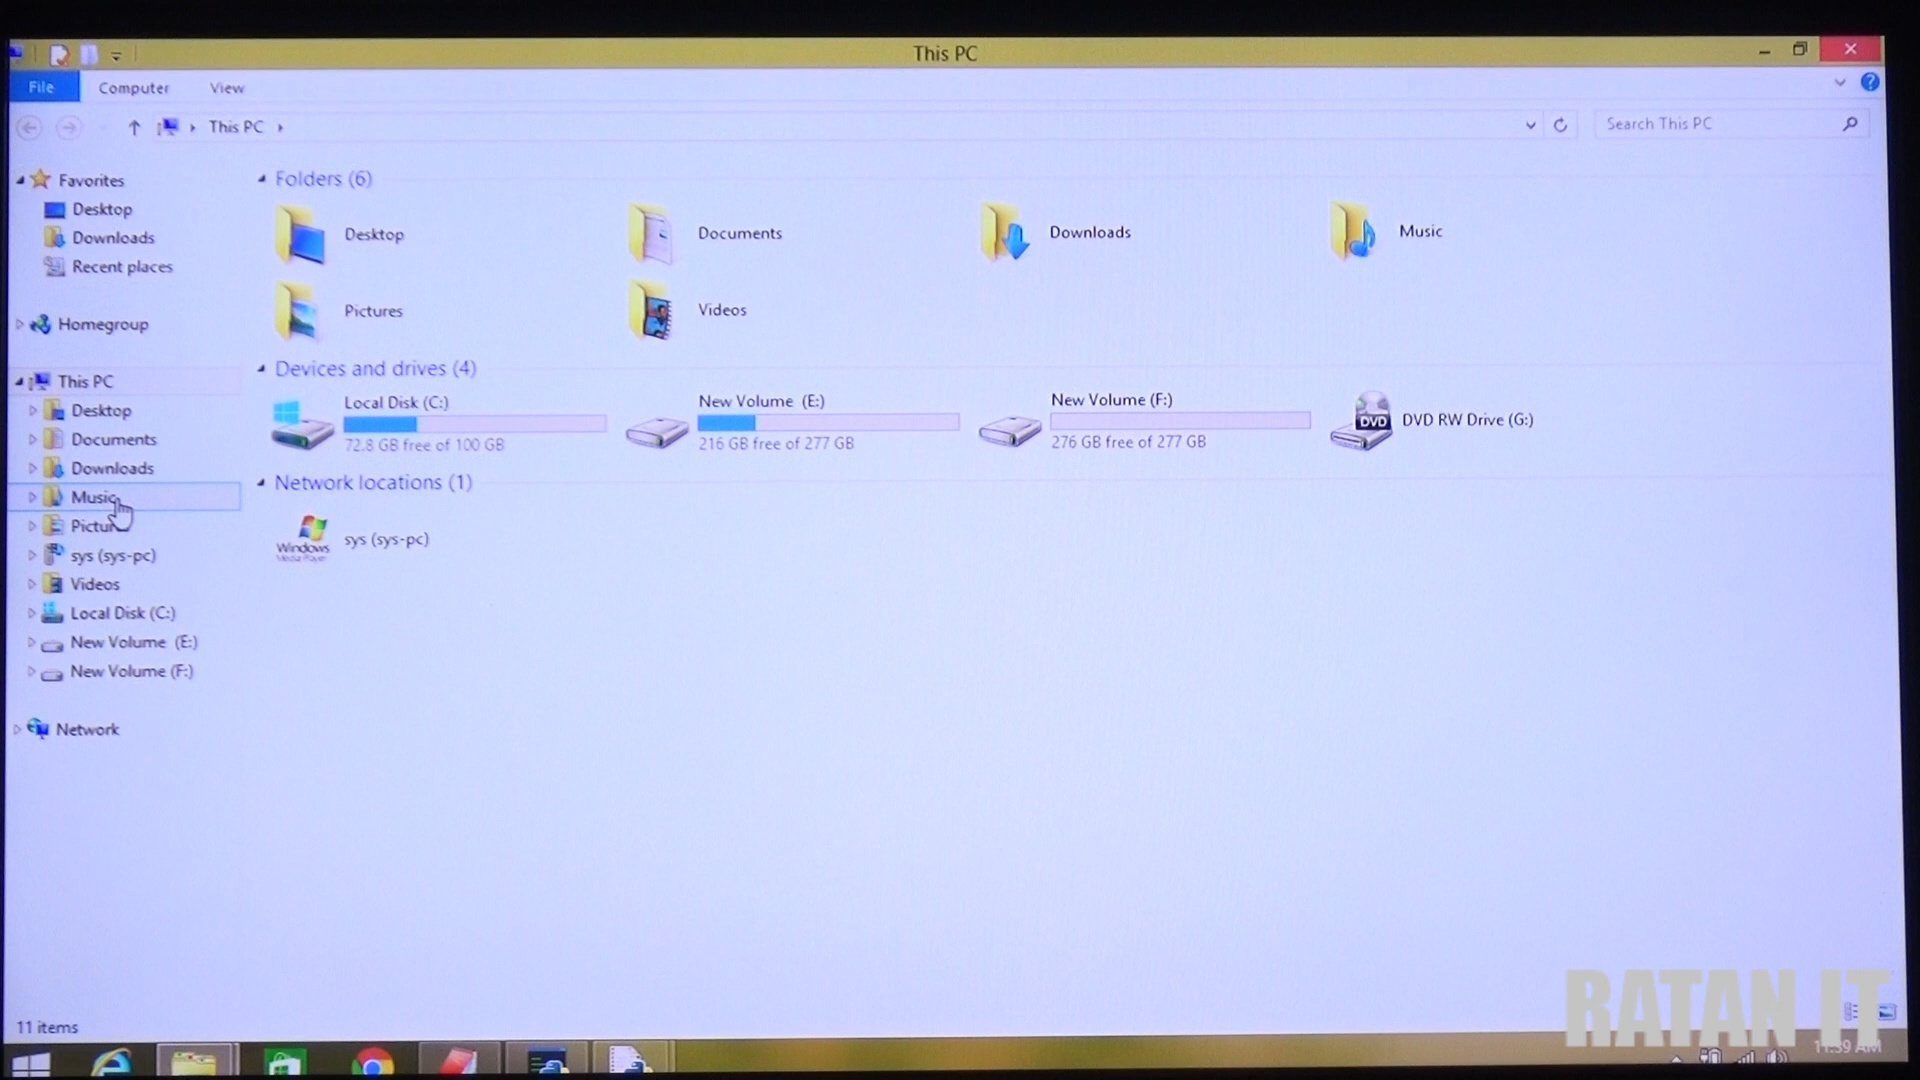 This PC
File Computer View
This PC
Search This PC
Favorites
Desktop
Downloads
Recent places
Homegroup
This PC
Desktop
Documents
Downloads
Music
sys (sys-pc)
Videos
Local Disk (C:)
New Volume (E:)
New Volume (F:)
Network
Folders (6)
Desktop
Documents
Downloads
Music
Pictures
Videos
Devices and drives (4)
Local Disk (C:)
72.8 GB free of 100 GB
New Volume (E:)
216 GB free of 277 GB
New Volume (F:)
276 GB free of 277 GB
DVD
DVD RW Drive (G:)
Network locations (1)
Windows
Media Player
sys (sys-pc)
11 items
RATAN IT
11:39 AM